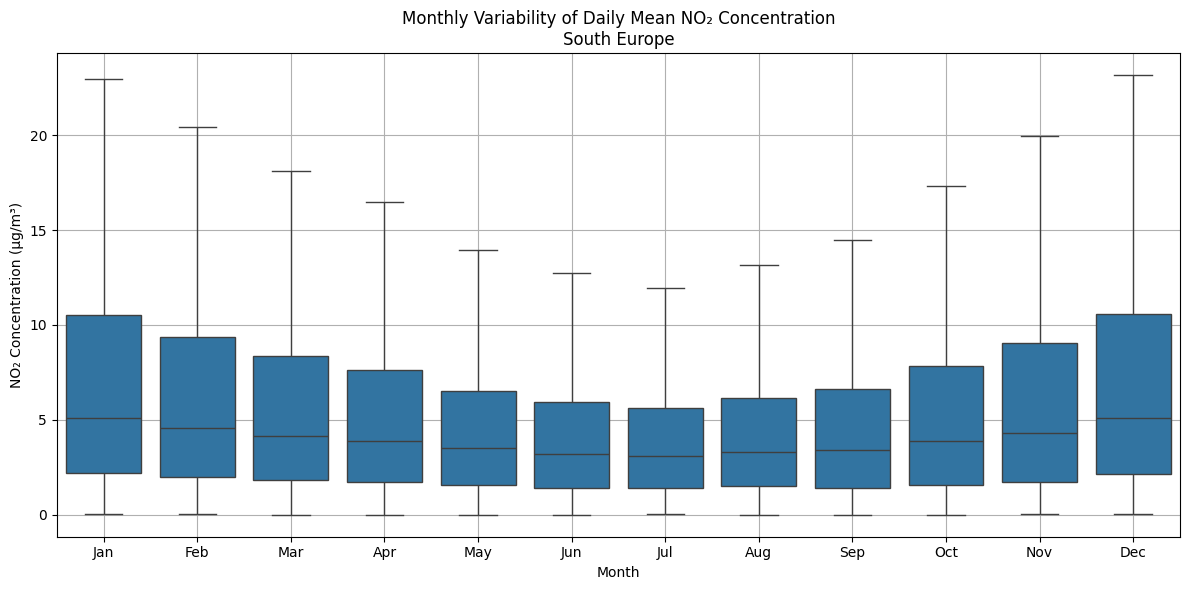 Monthly Variability of Daily Mean NO₂ Concentration
South Europe
NO₂ Concentration (µg/m³)
20
15
10
5
0
Jan Feb Mar Apr May Jun Jul Aug Sep Oct Nov Dec
Month